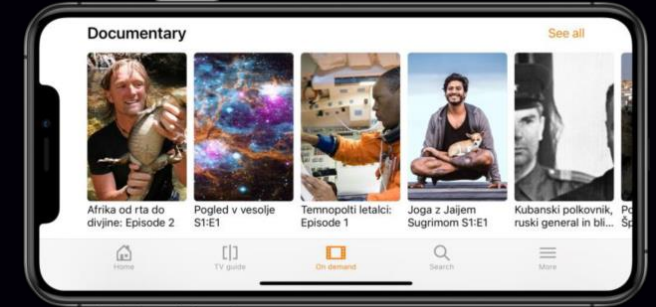 Documentary
See all
Afrika od rta do
divjine: Episode 2
Pogled v vesolje
S1:E1
Temnopolti letalci:
Episode 1
Joga z Jaijem
Sugrimom S1:E1
Kubanski polkovnik,
ruski general in bli...
Home
TV guide
On demand
Search
More